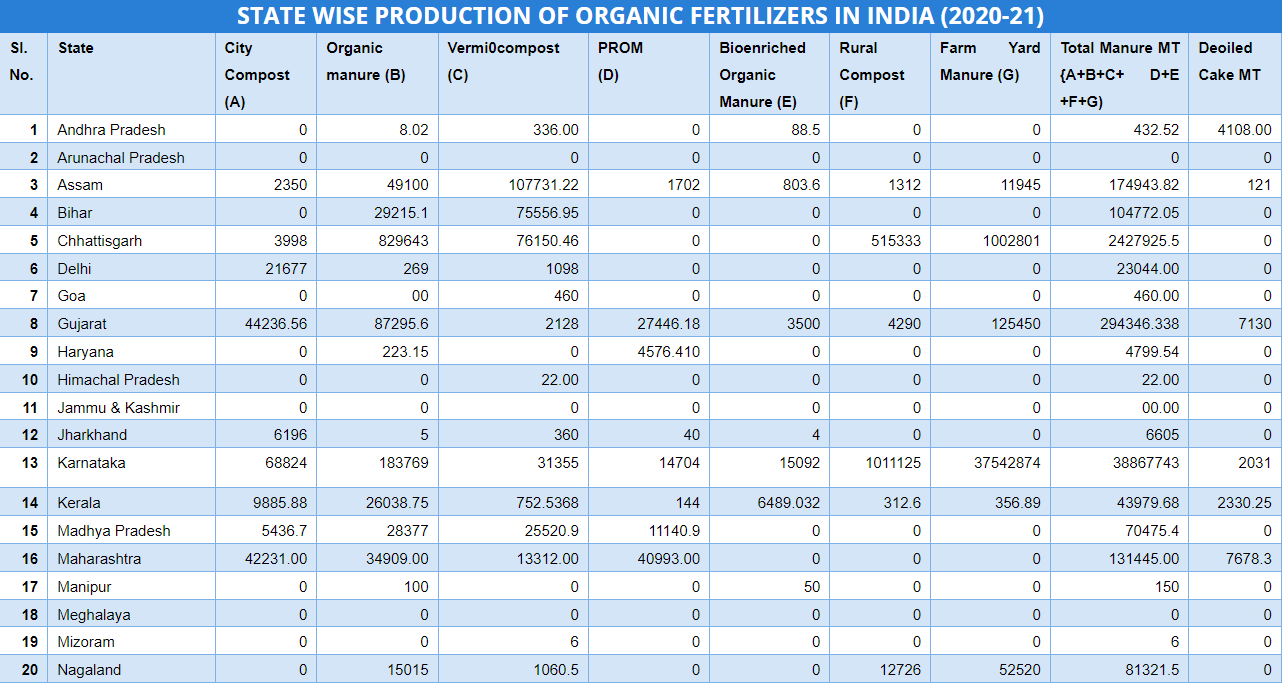 STATE WISE PRODUCTION OF ORGANIC FERTILIZERS IN INDIA (2020-21)
Sl. State City Organic Vermi0compost PROM Bioenriched Rural Farm Yard Total Manure MT Deoiled
No. Compost manure (B) (C) (D) Organic Compost Manure (G) {A+B+C+ D+E Cake MT
(A) Manure (E) (F) +F+G)
1 Andhra Pradesh 0 8.02 336.00 0 88.5 0 0 432.52 4108.00
2 Arunachal Pradesh 0 0 0 0 0 0 0 0 0
3 Assam 2350 49100 107731.22 1702 803.6 1312 11945 174943.82 121
4 Bihar 0 29215.1 75556.95 0 0 0 0 104772.05 0
5 Chhattisgarh 3998 829643 76150.46 0 0 515333 1002801 2427925.5 0
6 Delhi 21677 269 1098 0 0 0 0 23044.00 0
7 Goa 0 00 460 0 0 0 0 460.00 0
8 Gujarat 44236.56 87295.6 2128 27446.18 3500 4290 125450 294346.338 7130
9 Haryana 0 223.15 0 4576.410 0 0 0 4799.54 0
10 Himachal Pradesh 0 0 22.00 0 0 0 0 22.00 0
11 Jammu & Kashmir 0 0 0 0 0 0 0 00.00 0
12 Jharkhand 6196 5 360 40 4 0 0 6605 0
13 Karnataka 68824 183769 31355 14704 15092 1011125 37542874 38867743 2031
14 Kerala 9885.88 26038.75 752.5368 144 6489.032 312.6 356.89 43979.68 2330.25
15 Madhya Pradesh 5436.7 28377 25520.9 11140.9 0 0 0 70475.4 0
16 Maharashtra 42231.00 34909.00 13312.00 40993.00 0 0 0 131445.00 7678.3
17 Manipur 0 100 0 0 50 0 0 150 0
18 Meghalaya 0 0 0 0 0 0 0 0 0
19 Mizoram 0 0 6 0 0 0 0 6 0
20 Nagaland 0 15015 1060.5 0 0 12726 52520 81321.5 0